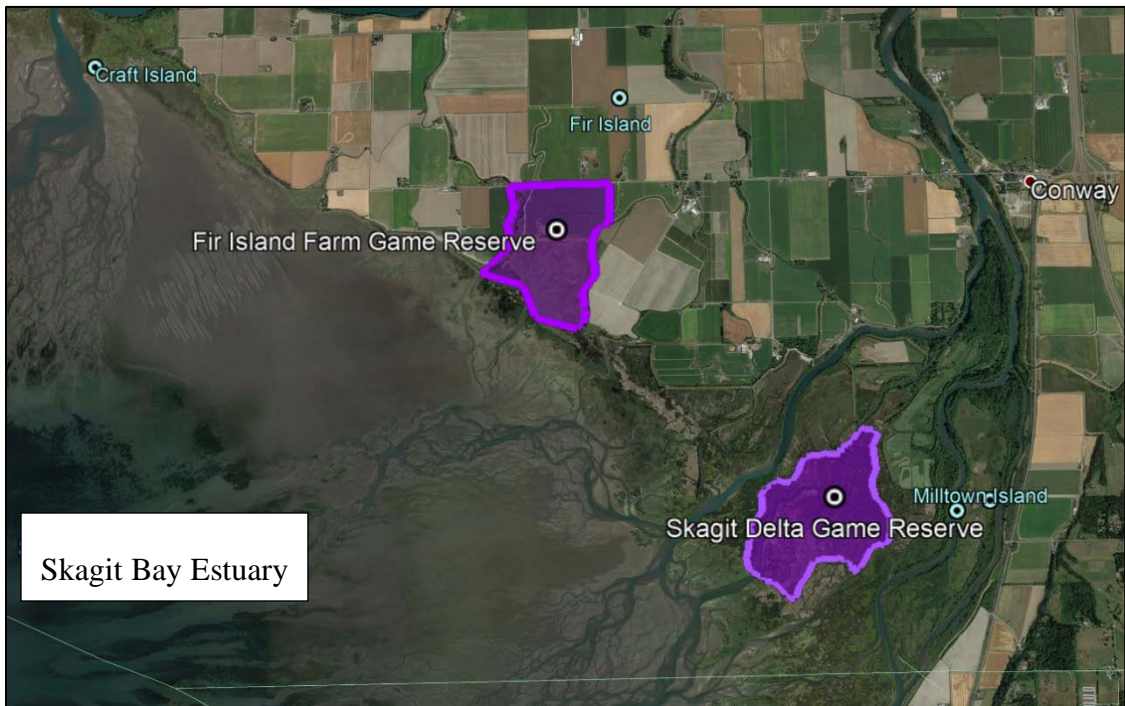 Craft Island
Fir Island
Conway
Fir Island Farm Game Reserve
Milltown Island
Skagit Delta Game Reserve
Skagit Bay Estuary